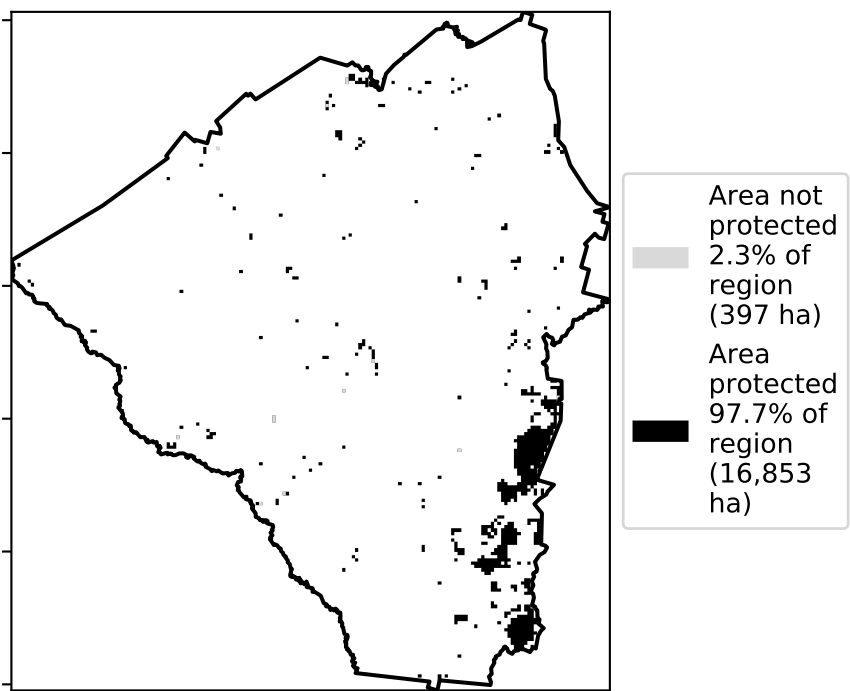 Area not
protected
2.3% of
region
(397 ha)
Area
protected
97.7% of
region
(16,853
ha)